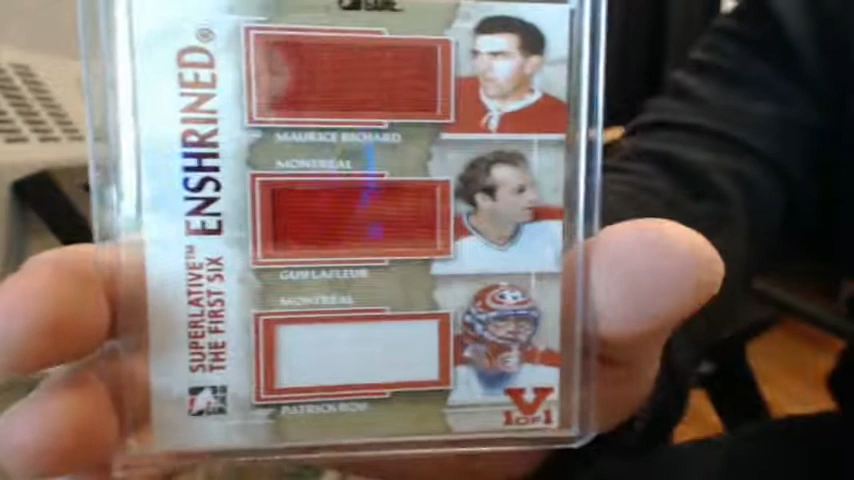 SUPERLATIVE™
THE FIRST SIX
ENSHRINED®
MAURICE RICHARD
MONTREAL
GUY LAFLEUR
MONTREAL
PATRICK ROY
V
1 OF 1